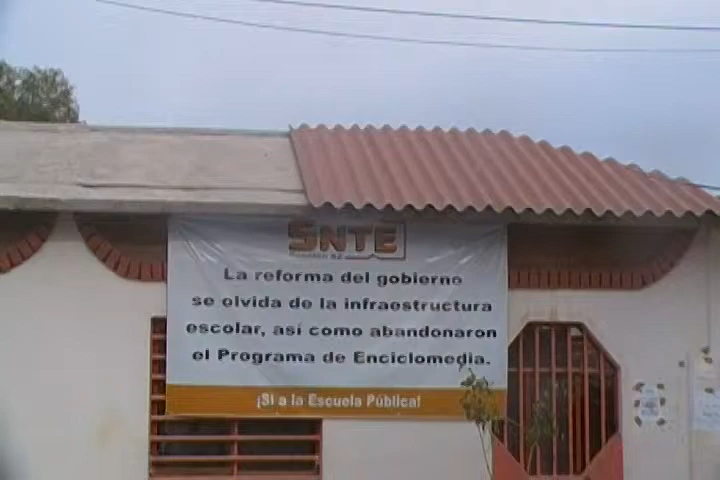 SNTE
La reforma del gobierno
se olvida de la infraestructura
escolar, así como abandonaron
el Programa de Enciclomedia.
¡Si a la Escuela Pública!